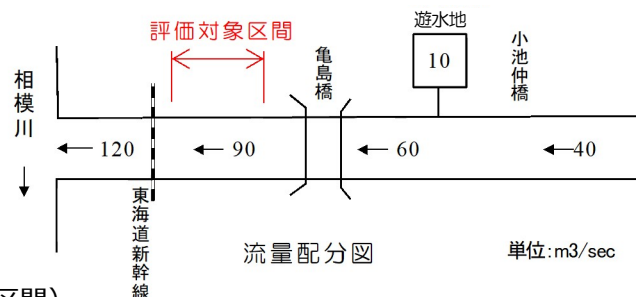 評価対象区間
遊水地
10
小池仲橋
亀島橋
相模川
120
90
60
40
東海道新幹線
流量配分図
単位:m3/sec
区間)